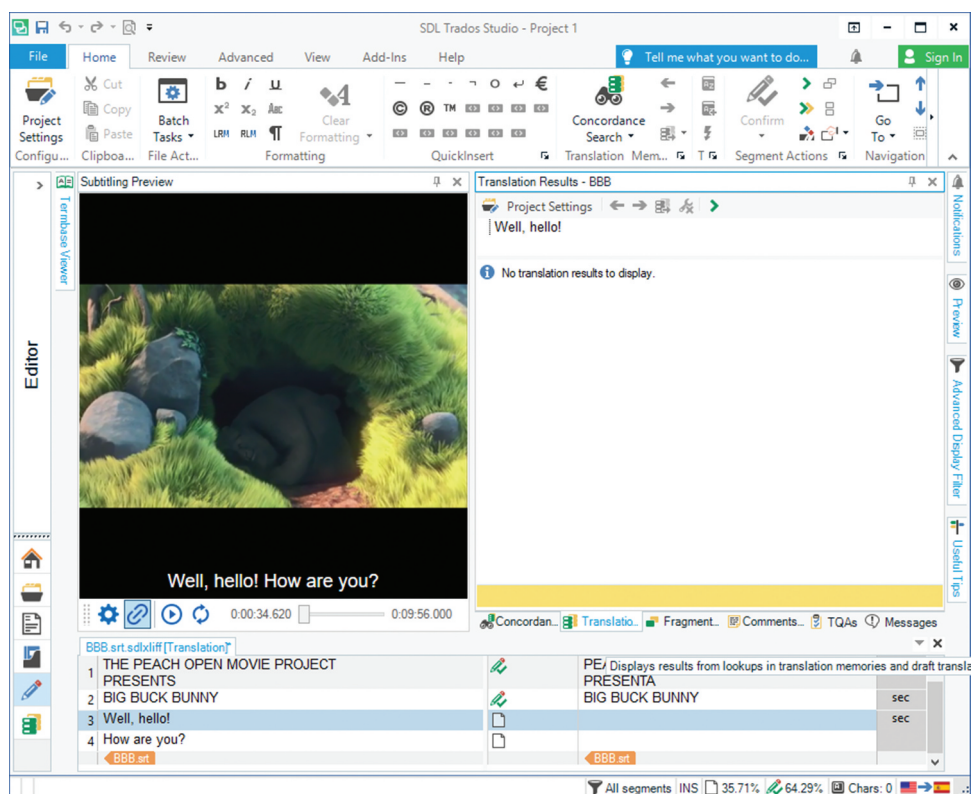 SDL Trados Studio - Project 1
File Home Review Advanced View Add-Ins Help Tell me what you want to do... Sign In
Cut
Copy
Paste
Project
Settings
Batch
Tasks
b i u
x² x₂ ABC
LRM RLM ¶
Clear
Formatting
© ® TM
€
Concordance
Search
Confirm
Go
To
Configu... Clipboa... File Act... Formatting QuickInsert Translation Mem... T Segment Actions Navigation
Editor
Termbase Viewer
Subtitling Preview
Well, hello! How are you?
0:00:34.620 0:09:56.000
Translation Results - BBB
Project Settings
Well, hello!
No translation results to display.
Concordan... Translatio... Fragment... Comments... TQAs Messages
Notifications
Preview
Advanced Display Filter
Useful Tips
BBB.srt.sdlxliff [Translation]*
1 THE PEACH OPEN MOVIE PROJECT
PRESENTS
Displays results from lookups in translation memories and draft transla
PRESENTA
2 BIG BUCK BUNNY BIG BUCK BUNNY sec
3 Well, hello! sec
4 How are you?
BBB.srt BBB.srt
All segments INS 35.71% 64.29% Chars: 0